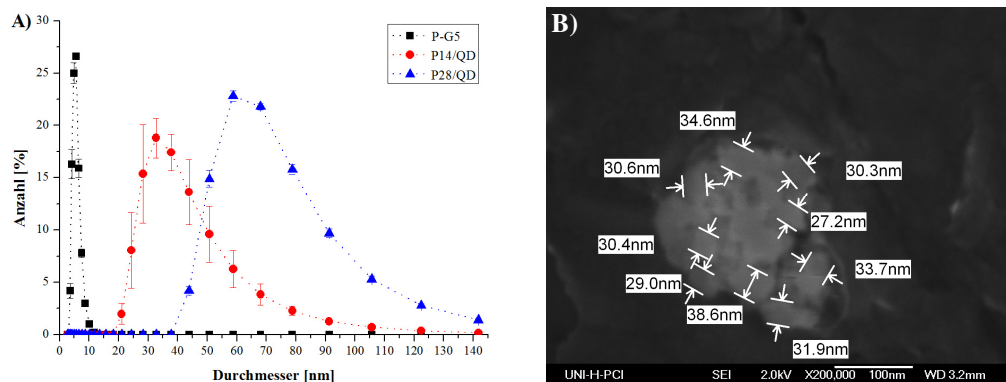 A)
Anzahl [%]
30
25
20
15
10
5
0
P-G5
P14/QD
P28/QD
0 10 20 30 40 50 60 70 80 90 100 110 120 130 140
Durchmesser [nm]
B)
34.6nm
30.6nm
30.3nm
27.2nm
30.4nm
33.7nm
29.0nm
38.6nm
31.9nm
UNI-H-PCI SEI 2.0kV X200,000 100nm WD 3.2mm